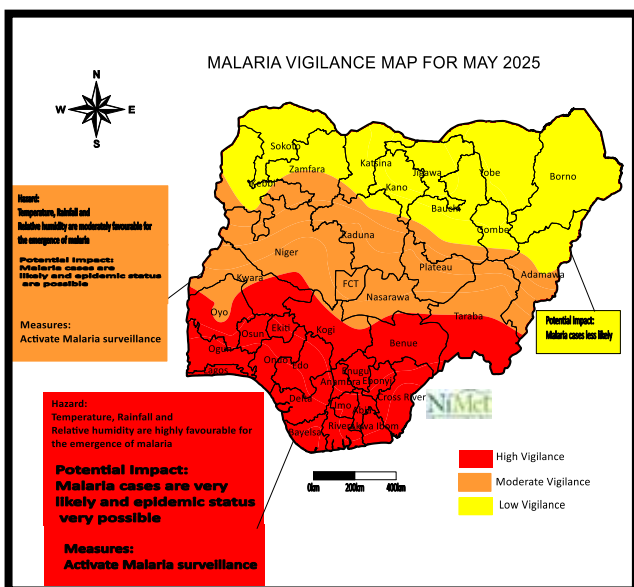 MALARIA VIGILANCE MAP FOR MAY 2025
N
W
E
S
Sokoto
Zamfara
Katsina
Jigawa
Yobe
Borno
Kebbi
Kano
Bauchi
Gombe
Kaduna
Niger
Plateau
Adamawa
Kwara
FCT
Nasarawa
Taraba
Oyo
Osun
Ekiti
Kogi
Benue
Ogun
Ondo
Edo
Lagos
Enugu
Anambra
Ebonyi
Delta
Imo
Abia
Cross River
Bayelsa
Rivers
Akwa Ibom
Hazard:
Temperature, Rainfall and
Relative humidity are moderately favourable for
the emergence of malaria
Potential Impact:
Malaria cases are
likely and epidemic status
are possible
Measures:
Activate Malaria surveillance
Potential Impact:
Malaria cases less likely
Hazard:
Temperature, Rainfall and
Relative humidity are highly favourable for
the emergence of malaria
Potential Impact:
Malaria cases are very
likely and epidemic status
very possible
Measures:
Activate Malaria surveillance
NiMet
0km 200km 400km
High Vigilance
Moderate Vigilance
Low Vigilance